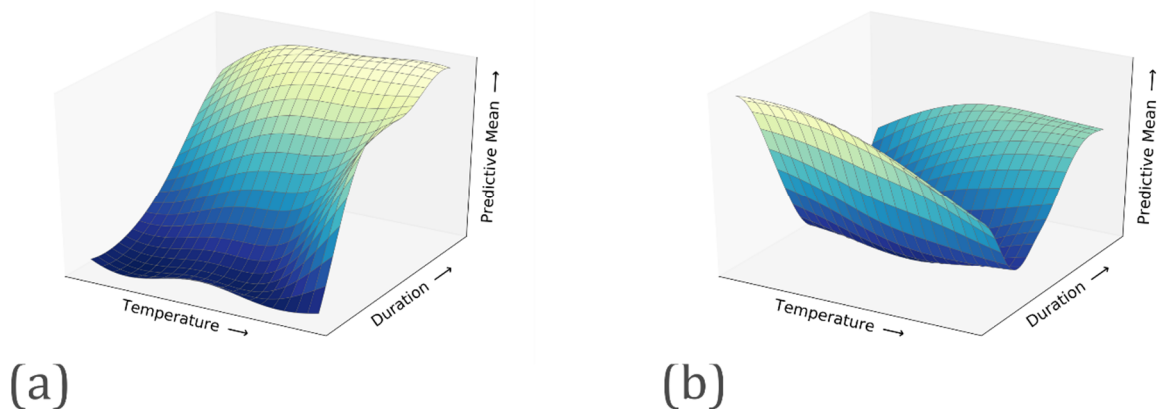 Temperature →
Duration →
Predictive Mean →
(a)
Temperature →
Duration →
Predictive Mean →
(b)